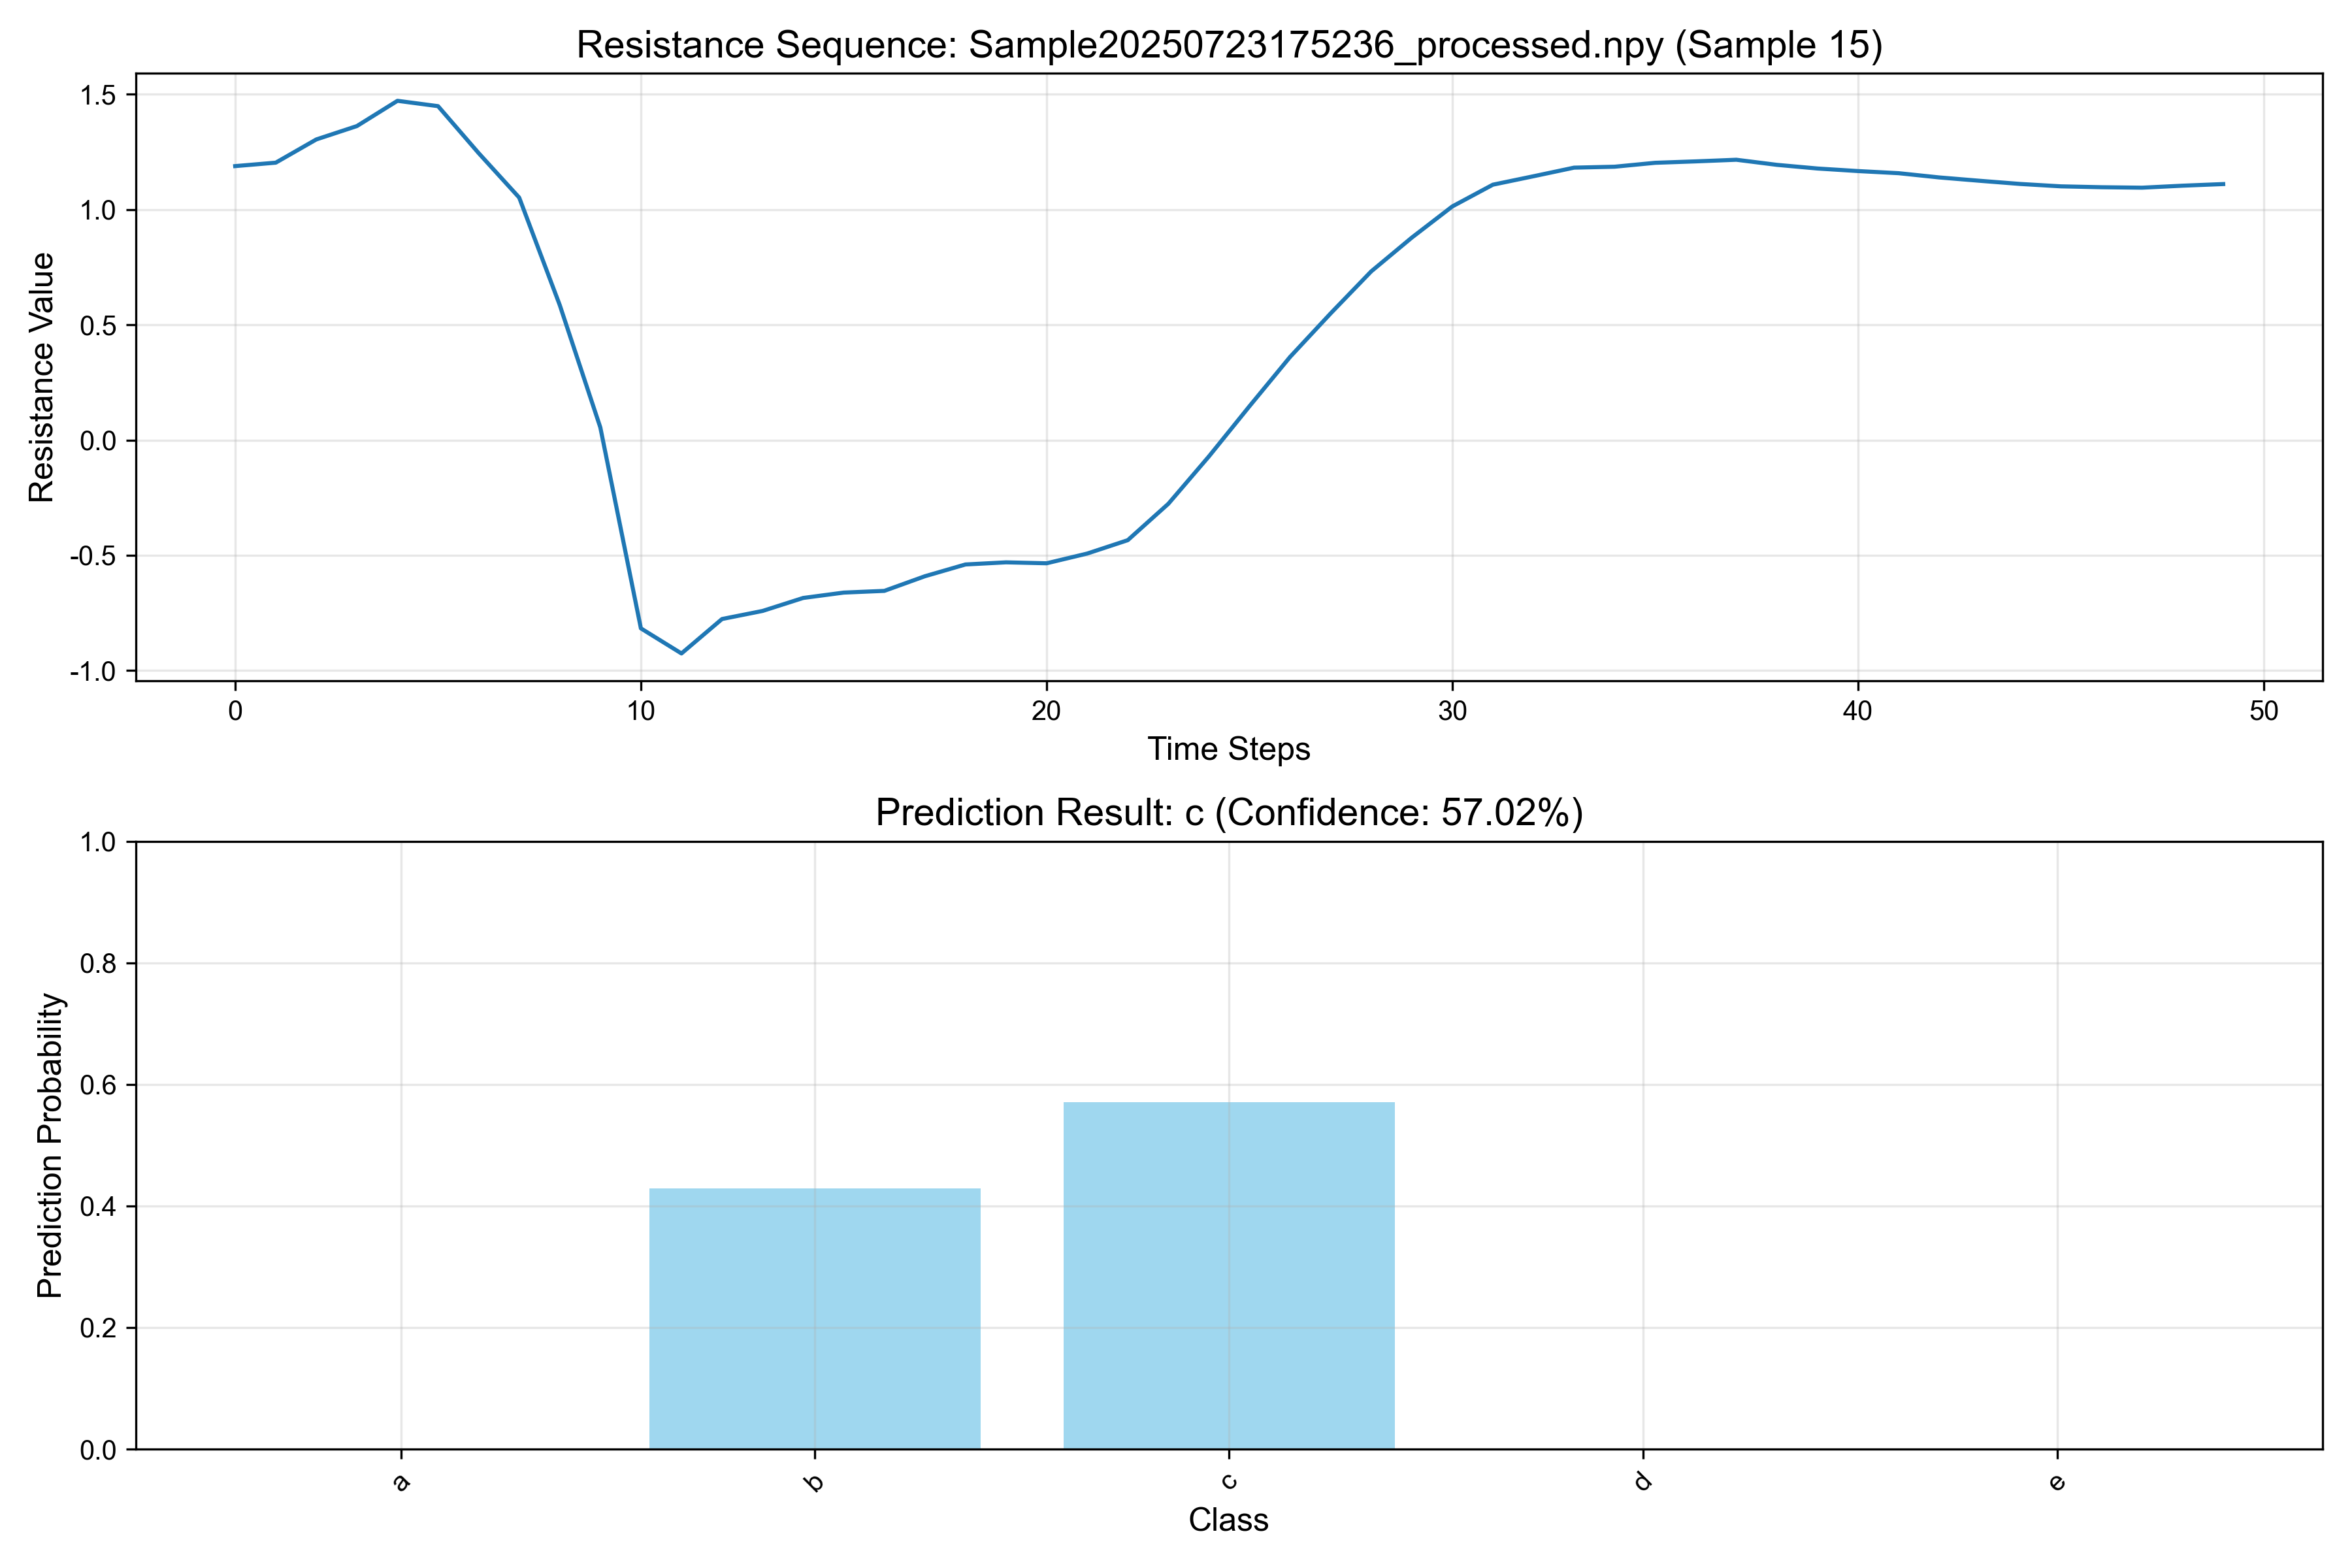 Resistance Sequence: Sample20250723175236_processed.npy (Sample 15)
Resistance Value
1.5
1.0
0.5
0.0
-0.5
-1.0
0 10 20 30 40 50
Time Steps
Prediction Result: c (Confidence: 57.02%)
Prediction Probability
1.0
0.8
0.6
0.4
0.2
0.0
a b c d e
Class